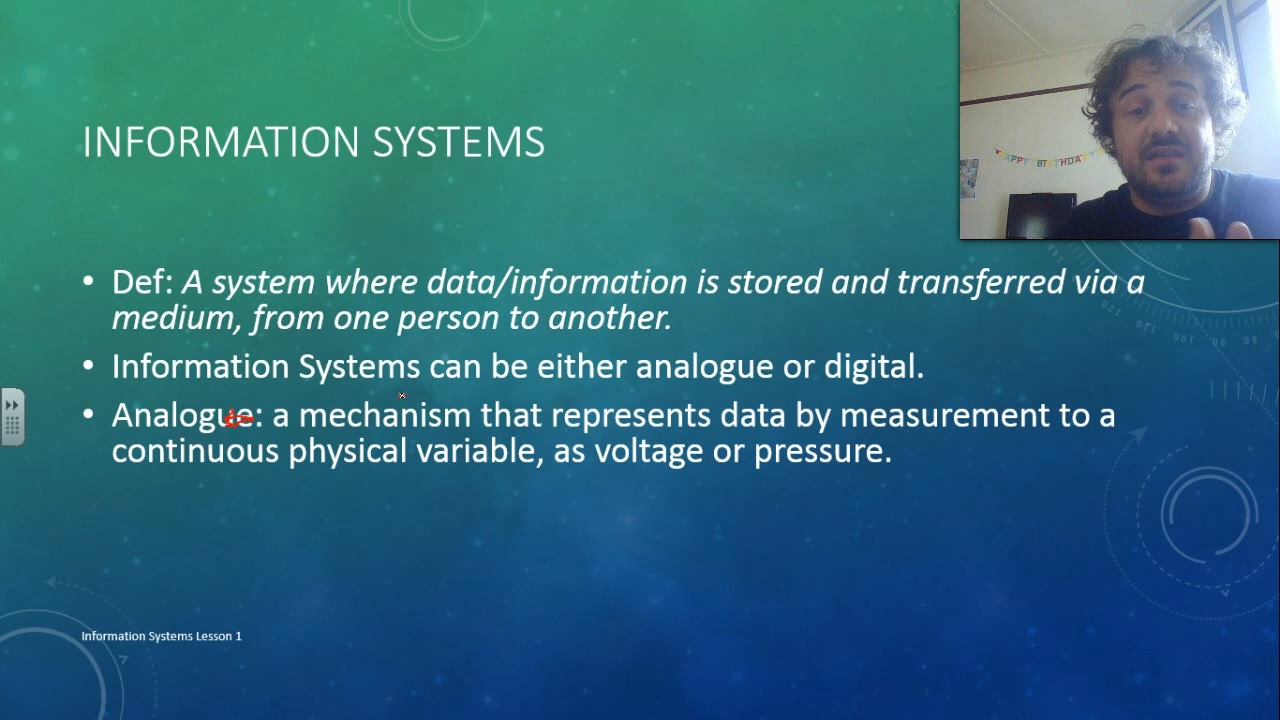 INFORMATION SYSTEMS
• Def: A system where data/information is stored and transferred via a
medium, from one person to another.
• Information Systems can be either analogue or digital.
• Analogue: a mechanism that represents data by measurement to a
continuous physical variable, as voltage or pressure.
Information Systems Lesson 1